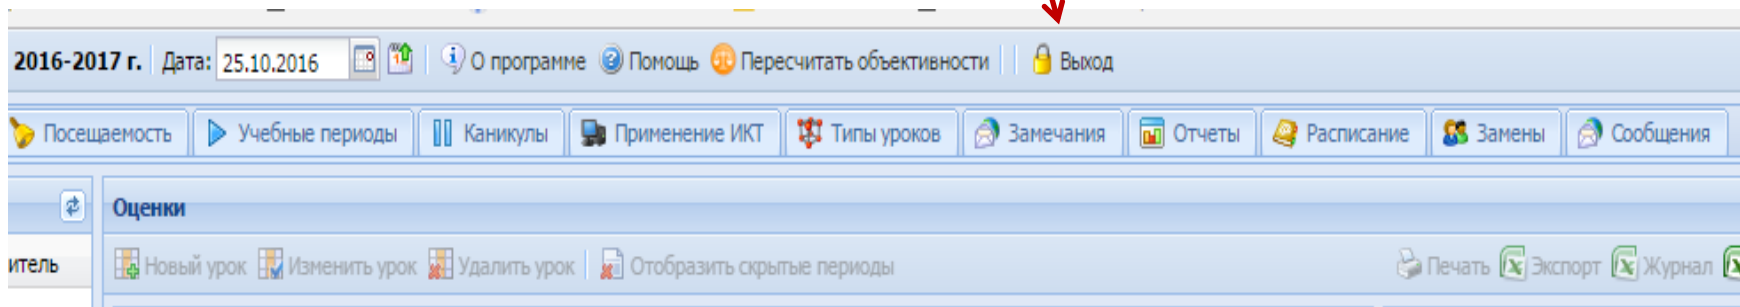 2016-2017 г. Дата: 25.10.2016 О программе Помощь Пересчитать объективности Выход
Посещаемость Учебные периоды Каникулы Применение ИКТ Типы уроков Замечания Отчеты Расписание Замены Сообщения
Оценки
итель Новый урок Изменить урок Удалить урок Отобразить скрытые периоды Печать Экспорт Журнал